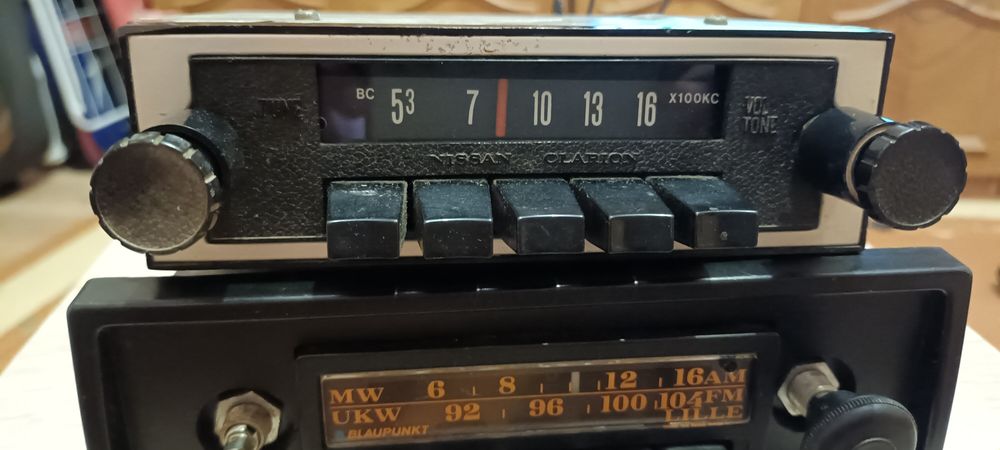 TUNE
BC 53 7 10 13 16 X100KC
VOL
TONE
NISSAN CLARION
MW 6 8 12 16AM
UKW 92 96 100 104FM
BLAUPUNKT LILLE